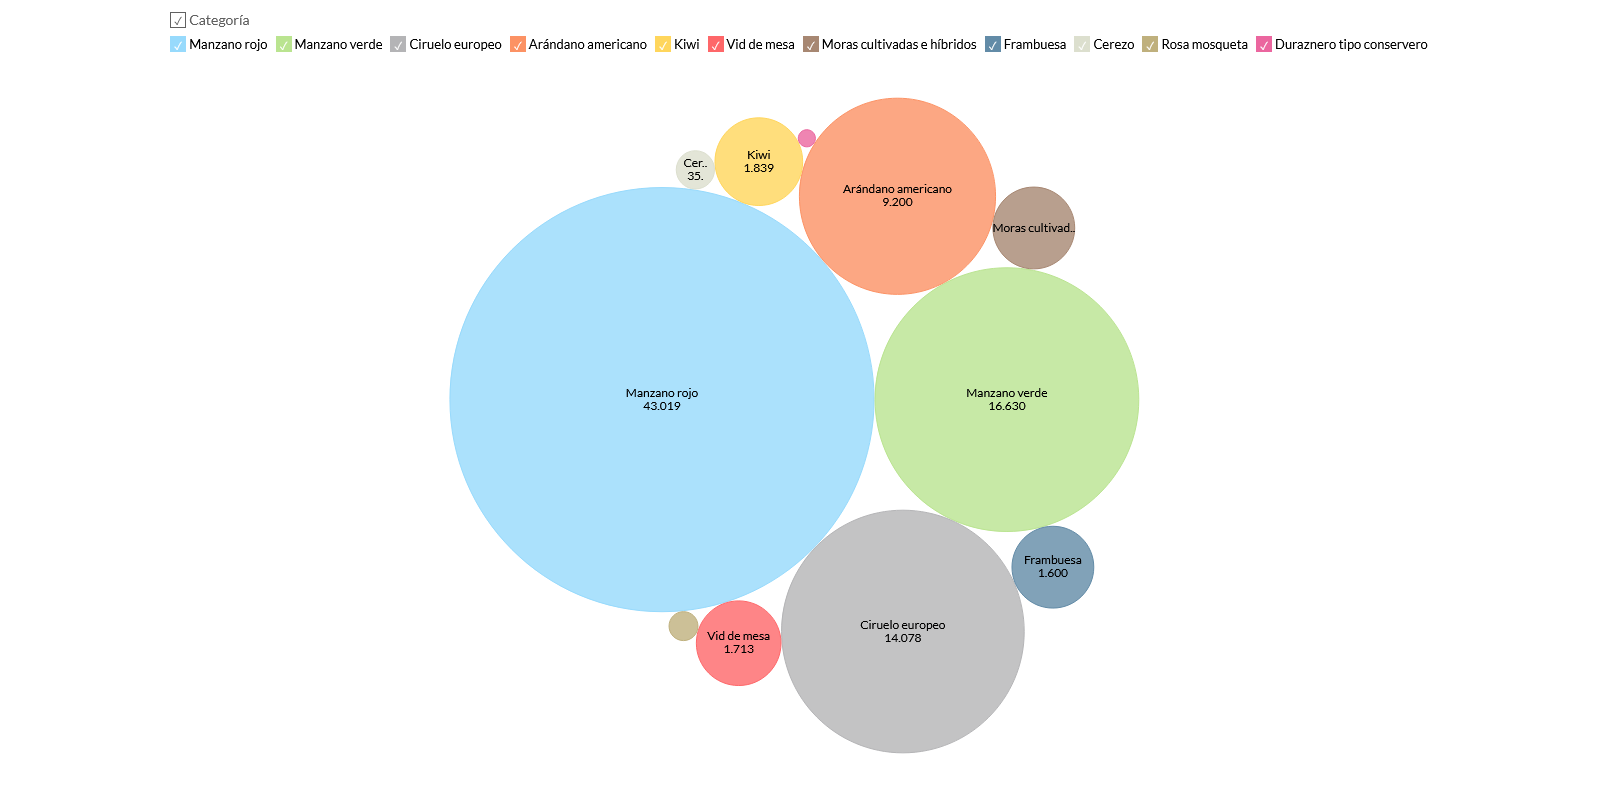 Categoría
Manzano rojo Manzano verde Ciruelo europeo Arándano americano Kiwi Vid de mesa Moras cultivadas e híbridos Frambuesa Cerezo Rosa mosqueta Duraznero tipo conservero
Kiwi
1.839
Cer..
35.
Arándano americano
9.200
Moras cultivad..
Manzano rojo
43.019
Manzano verde
16.630
Frambuesa
1.600
Ciruelo europeo
14.078
Vid de mesa
1.713